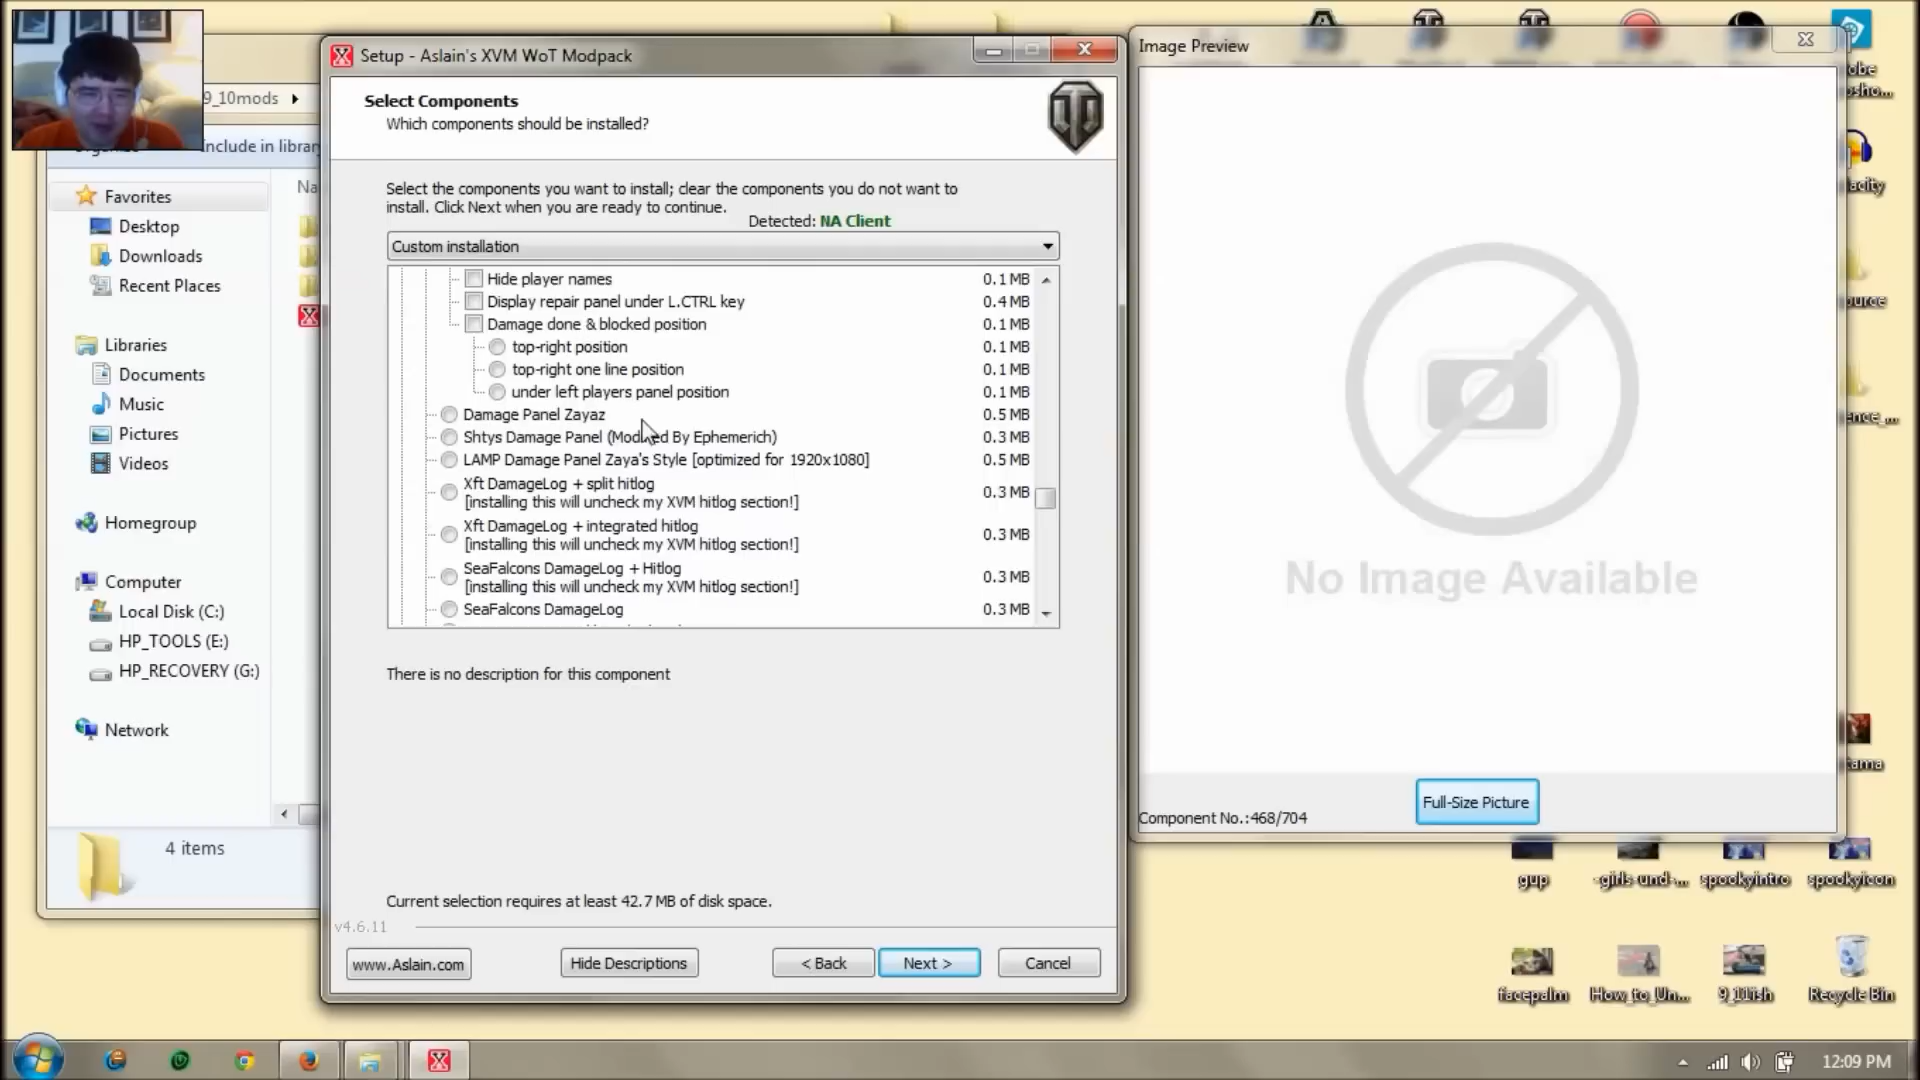 Setup - Aslain's XVM WoT Modpack
Image Preview
9_10mods
Include in librar
Favorites
Desktop
Downloads
Recent Places
Libraries
Documents
Music
Pictures
Videos
Homegroup
Computer
Local Disk (C:)
HP_TOOLS (E:)
HP_RECOVERY (G:)
Network
4 items
Na
Select Components
Which components should be installed?
Select the components you want to install; clear the components you do not want to
install. Click Next when you are ready to continue.
Detected: NA Client
Custom installation
Hide player names 0.1 MB
Display repair panel under L.CTRL key 0.4 MB
Damage done & blocked position 0.1 MB
top-right position 0.1 MB
top-right one line position 0.1 MB
under left players panel position 0.1 MB
Damage Panel Zayaz 0.5 MB
Shtys Damage Panel (Modified By Ephemerich) 0.3 MB
LAMP Damage Panel Zaya's Style [optimized for 1920x1080] 0.5 MB
Xft DamageLog + split hitlog
[installing this will uncheck my XVM hitlog section!] 0.3 MB
Xft DamageLog + integrated hitlog
[installing this will uncheck my XVM hitlog section!] 0.3 MB
SeaFalcons DamageLog + Hitlog
[installing this will uncheck my XVM hitlog section!] 0.3 MB
SeaFalcons DamageLog 0.3 MB
There is no description for this component
Current selection requires at least 42.7 MB of disk space.
v4.6.11
www.Aslain.com
Hide Descriptions
< Back
Next >
Cancel
No Image Available
Component No.:468/704
Full-Size Picture
gup
-girls-und-...
spookyintro
spookyicon
facepalm
How_to_Un...
9_11ish
Recycle Bin
12:09 PM